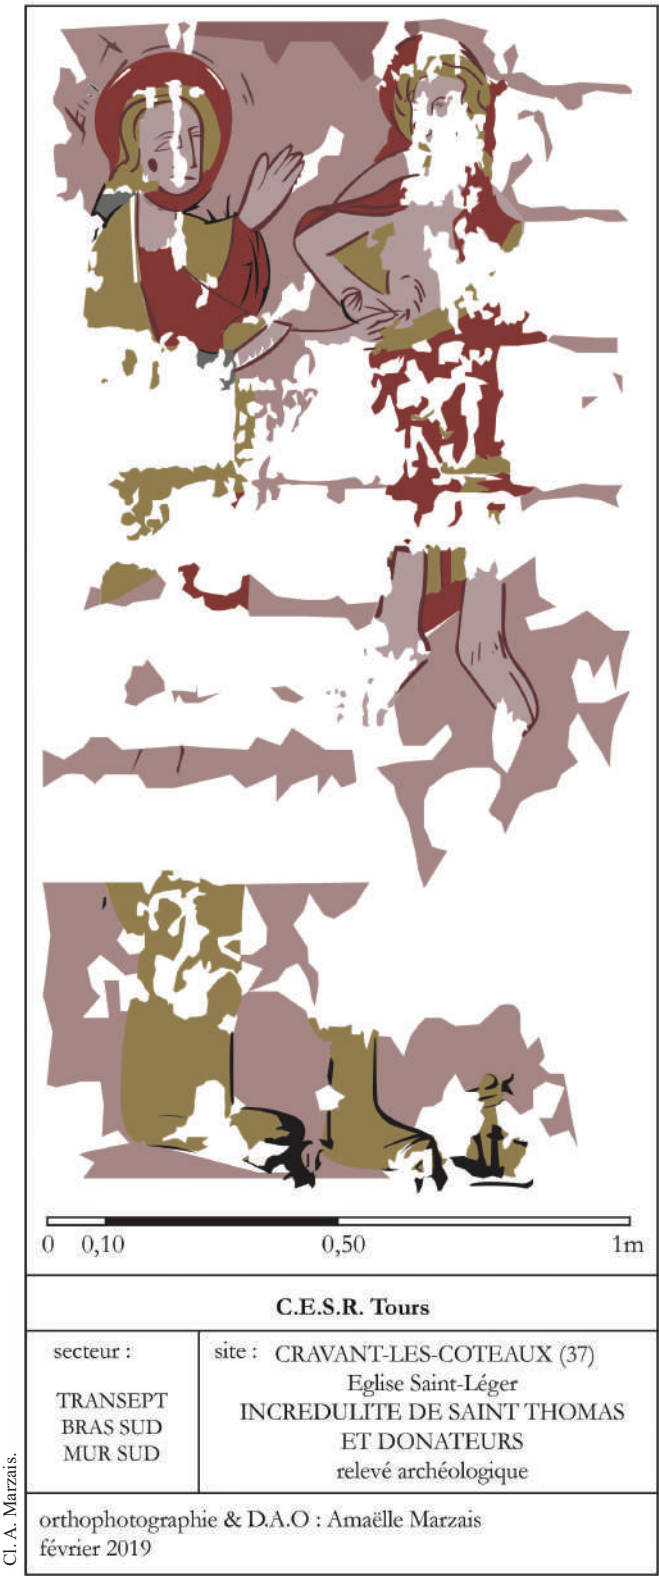 0 0,10 0,50 1m
C.E.S.R. Tours
secteur :
TRANSEPT
BRAS SUD
MUR SUD
site : CRAVANT-LES-COTEAUX (37)
Eglise Saint-Léger
INCREDULITE DE SAINT THOMAS
ET DONATEURS
relevé archéologique
orthophotographie & D.A.O : Amaëlle Marzais
février 2019
Cl. A. Marzais.